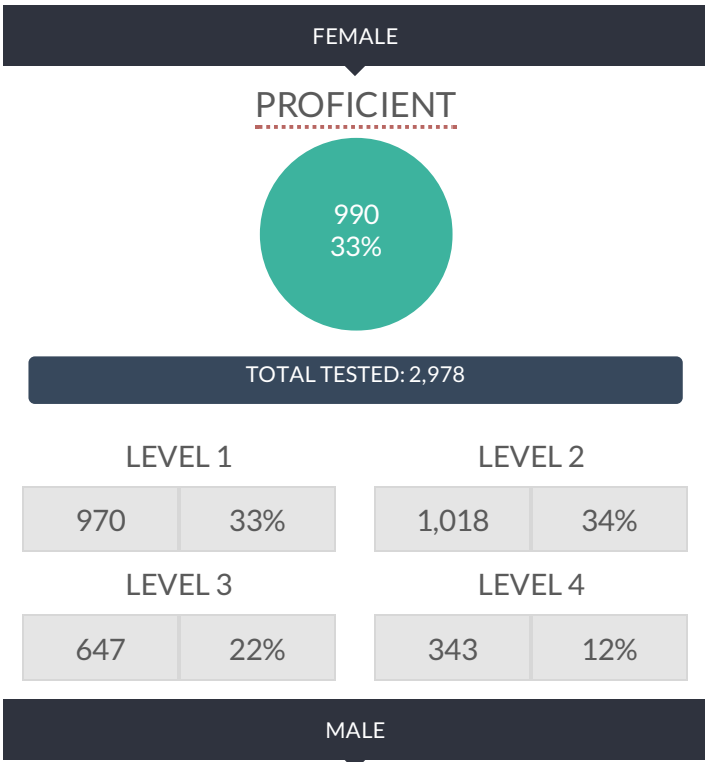 FEMALE
PROFICIENT
990
33%
TOTAL TESTED: 2,978
LEVEL 1 LEVEL 2
970 33% 1,018 34%
LEVEL 3 LEVEL 4
647 22% 343 12%
MALE